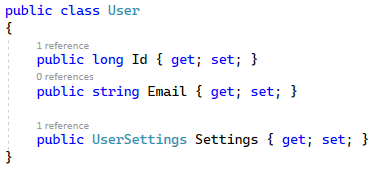 public class User
{
1 reference
public long Id { get; set; }
0 references
public string Email { get; set; }
1 reference
public UserSettings Settings { get; set; }
}